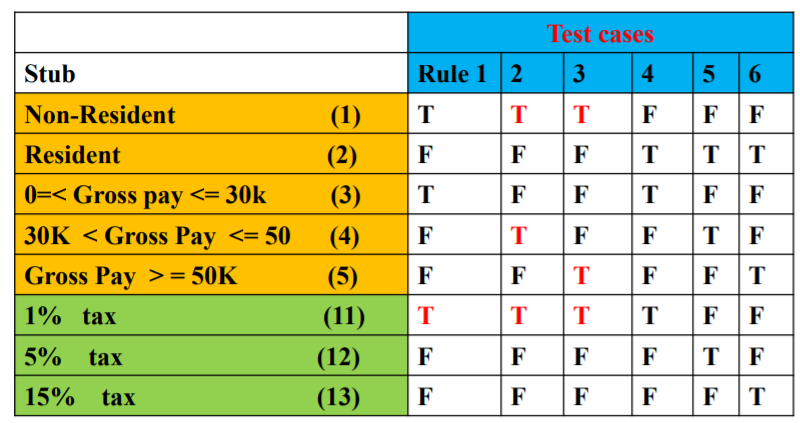 Test cases
Stub Rule 1 2 3 4 5 6
Non-Resident (1) T T T F F F
Resident (2) F F F T T T
0=< Gross pay <= 30k (3) T F F T F F
30K < Gross Pay <= 50 (4) F T F F T F
Gross Pay > = 50K (5) F F T F F T
1% tax (11) T T T T F F
5% tax (12) F F F F T F
15% tax (13) F F F F F T